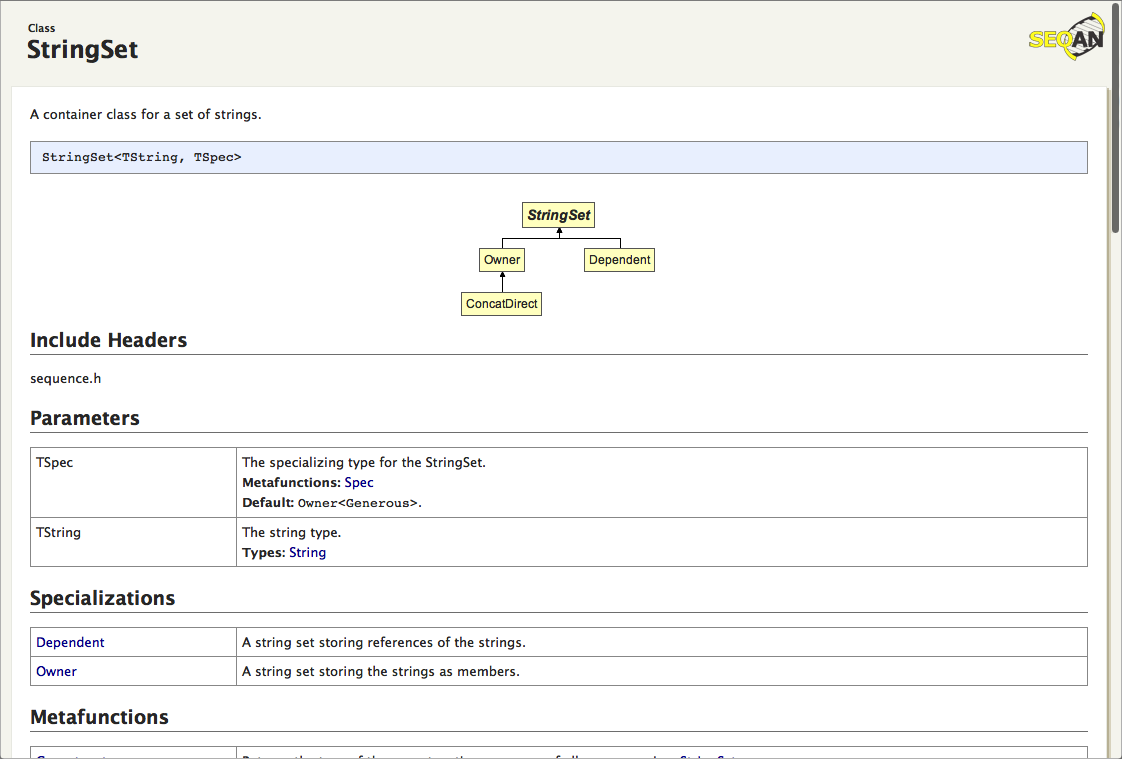 Class
StringSet
SEQAN
A container class for a set of strings.
StringSet<TString, TSpec>
StringSet
Owner
Dependent
ConcatDirect
Include Headers
sequence.h
Parameters
TSpec
The specializing type for the StringSet.
Metafunctions: Spec
Default: Owner<Generous>.
TString
The string type.
Types: String
Specializations
Dependent
A string set storing references of the strings.
Owner
A string set storing the strings as members.
Metafunctions